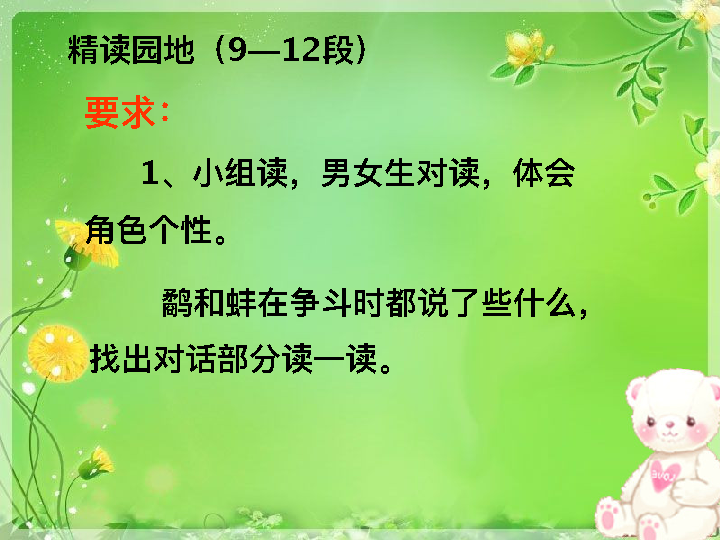 精读园地（9—12段）
要求：
1、小组读，男女生对读，体会
角色个性。
鹬和蚌在争斗时都说了些什么，
找出对话部分读一读。